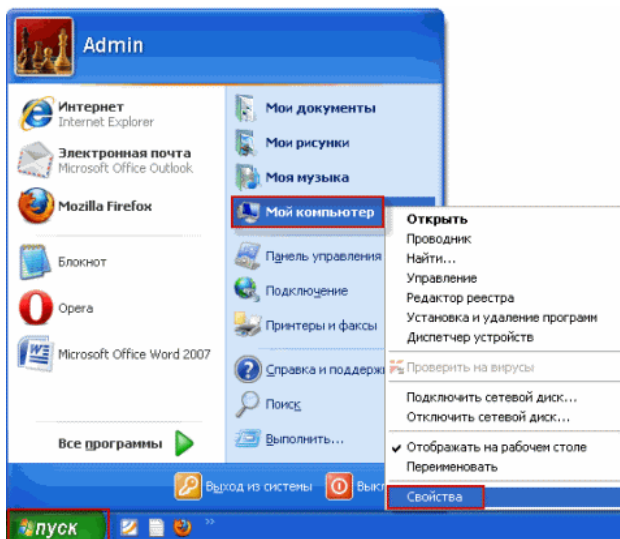 Admin
Интернет
Internet Explorer
Электронная почта
Microsoft Office Outlook
Mozilla Firefox
Блокнот
Opera
Microsoft Office Word 2007
Все программы
Мои документы
Мои рисунки
Моя музыка
Мой компьютер
Панель управления
Подключение
Принтеры и факсы
Справка и поддерж
Поиск
Выполнить...
Открыть
Проводник
Найти...
Управление
Редактор реестра
Установка и удаление программ
Диспетчер устройств
Проверить на вирусы
Подключить сетевой диск...
Отключить сетевой диск...
Отображать на рабочем столе
Переименовать
Свойства
Выход из системы
Выкл
пуск